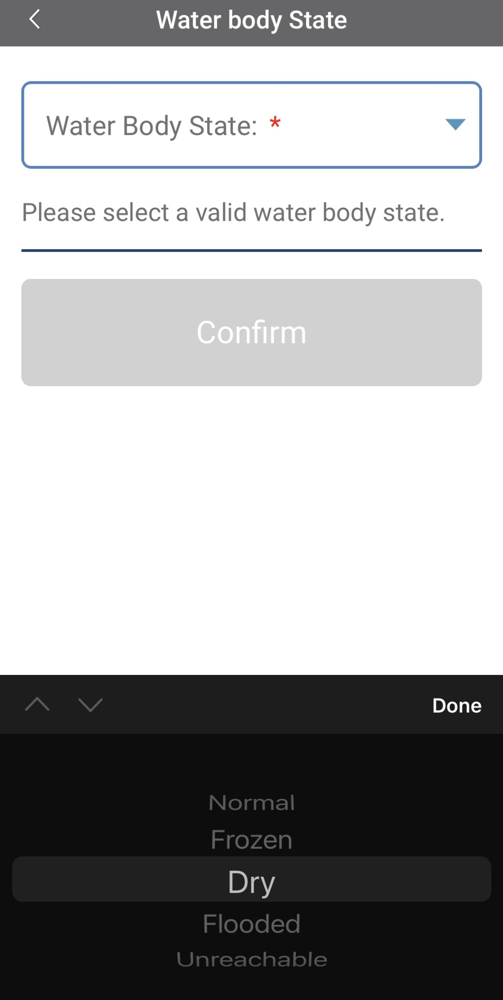 Water body State
Water Body State: *
Please select a valid water body state.
Confirm
Done
Normal
Frozen
Dry
Flooded
Unreachable